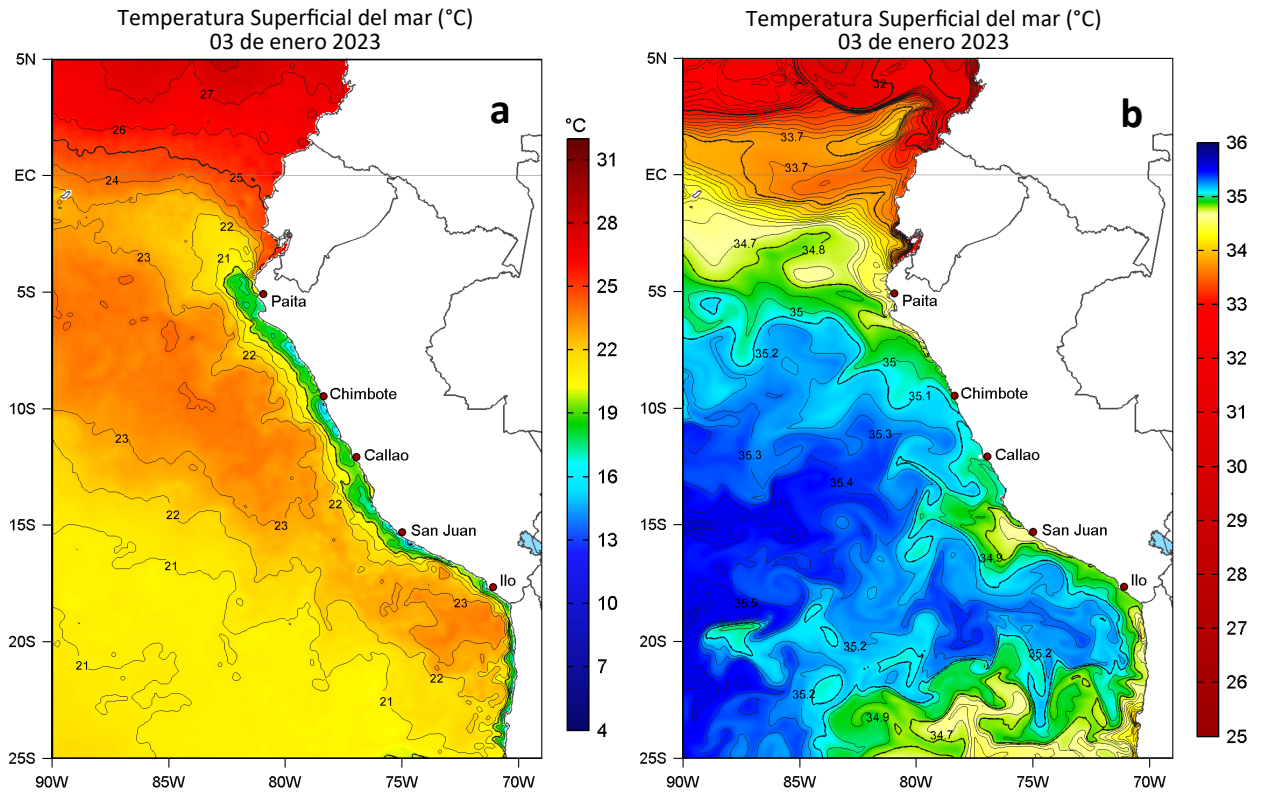 Temperatura Superficial del mar (°C)
03 de enero 2023
5N
EC
5S
10S
15S
20S
25S
90W
85W
80W
75W
70W
a
27
26
25
24
23
22
21
22
23
22
22
23
21
23
22
21
21
Paita
Chimbote
Callao
San Juan
Ilo
°C
31
28
25
22
19
16
13
10
7
4
Temperatura Superficial del mar (°C)
03 de enero 2023
5N
EC
5S
10S
15S
20S
25S
90W
85W
80W
75W
70W
b
32
33.7
33.7
34.7
34.8
35
35.2
35
35.1
35.3
35.3
35.4
34.9
35.5
35.2
35.2
35.2
34.9
34.7
Paita
Chimbote
Callao
San Juan
Ilo
36
35
35
34
33
32
31
30
29
28
27
26
25